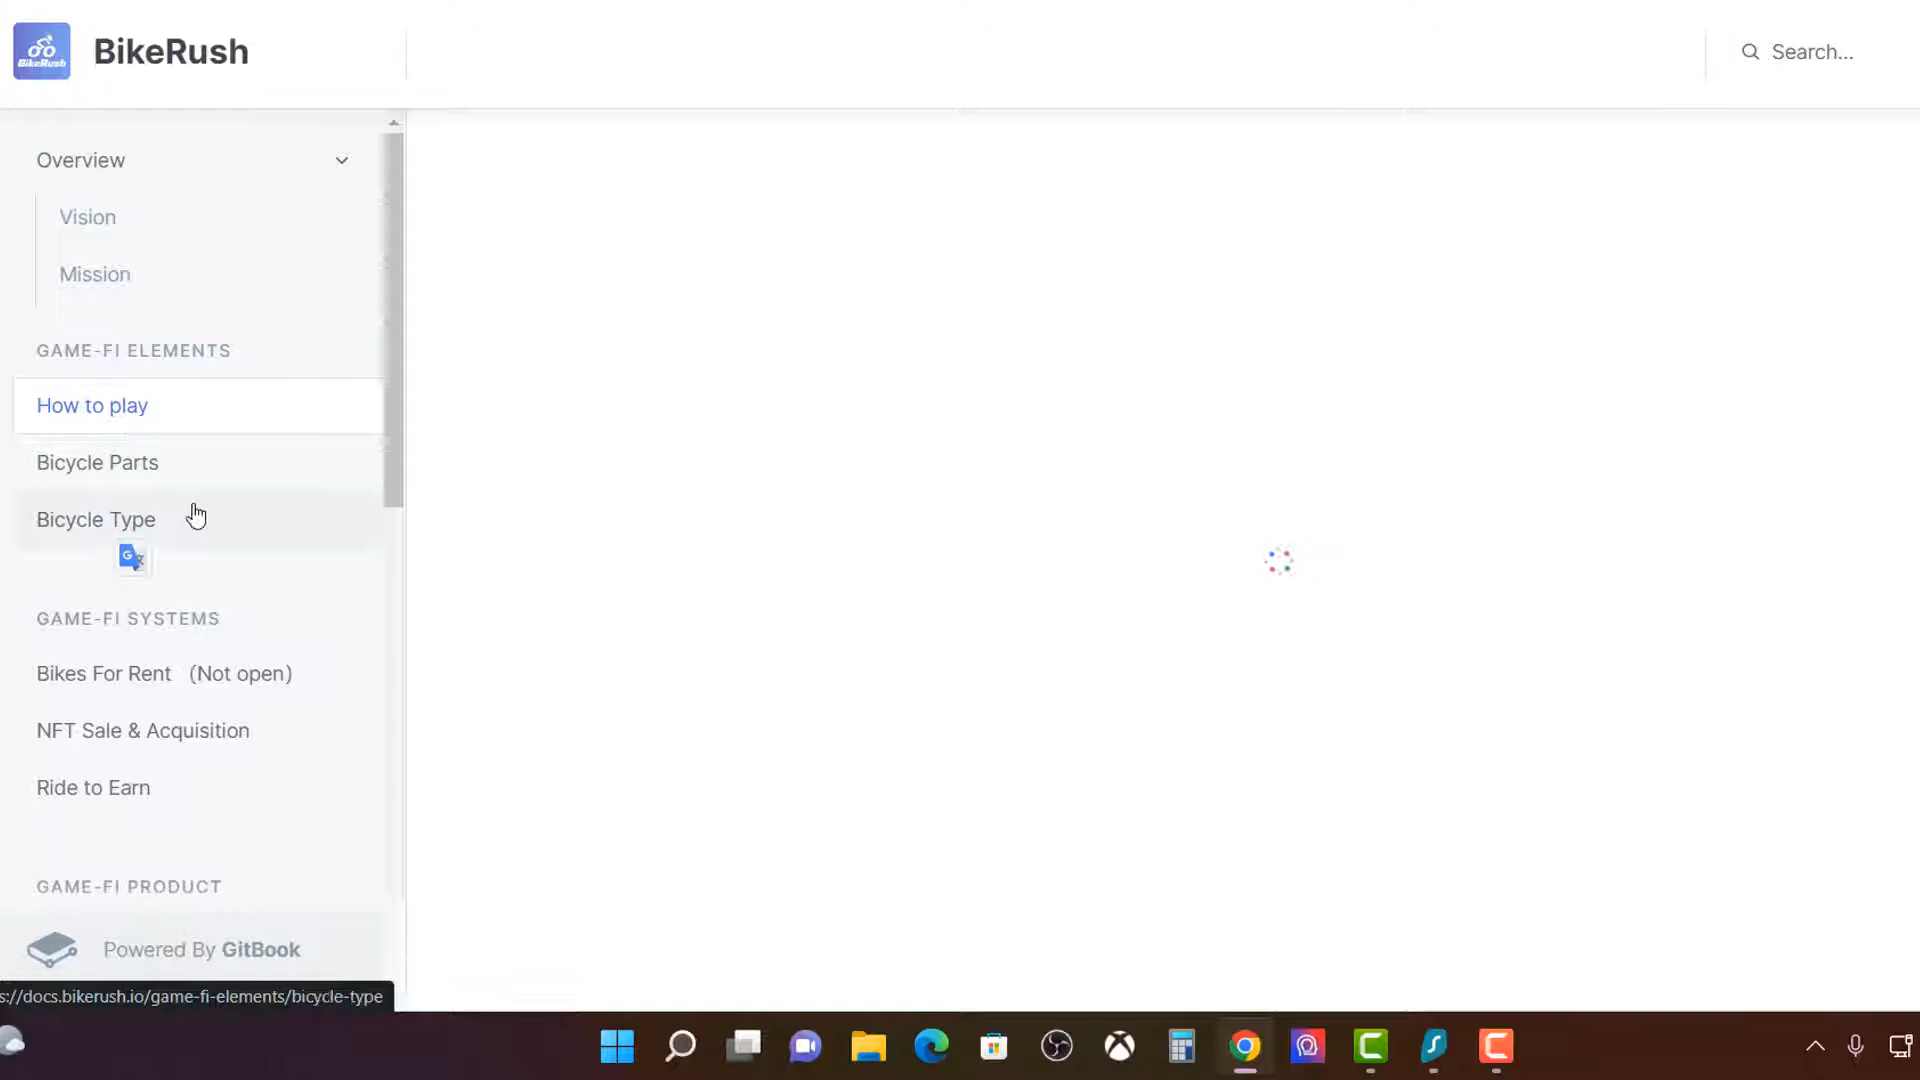 BikeRush
BikeRush
Search...
Overview
Vision
Mission
GAME-FI ELEMENTS
How to play
Bicycle Parts
Bicycle Type
GAME-FI SYSTEMS
Bikes For Rent (Not open)
NFT Sale & Acquisition
Ride to Earn
GAME-FI PRODUCT
Powered By GitBook
s://docs.bikerush.io/game-fi-elements/bicycle-type